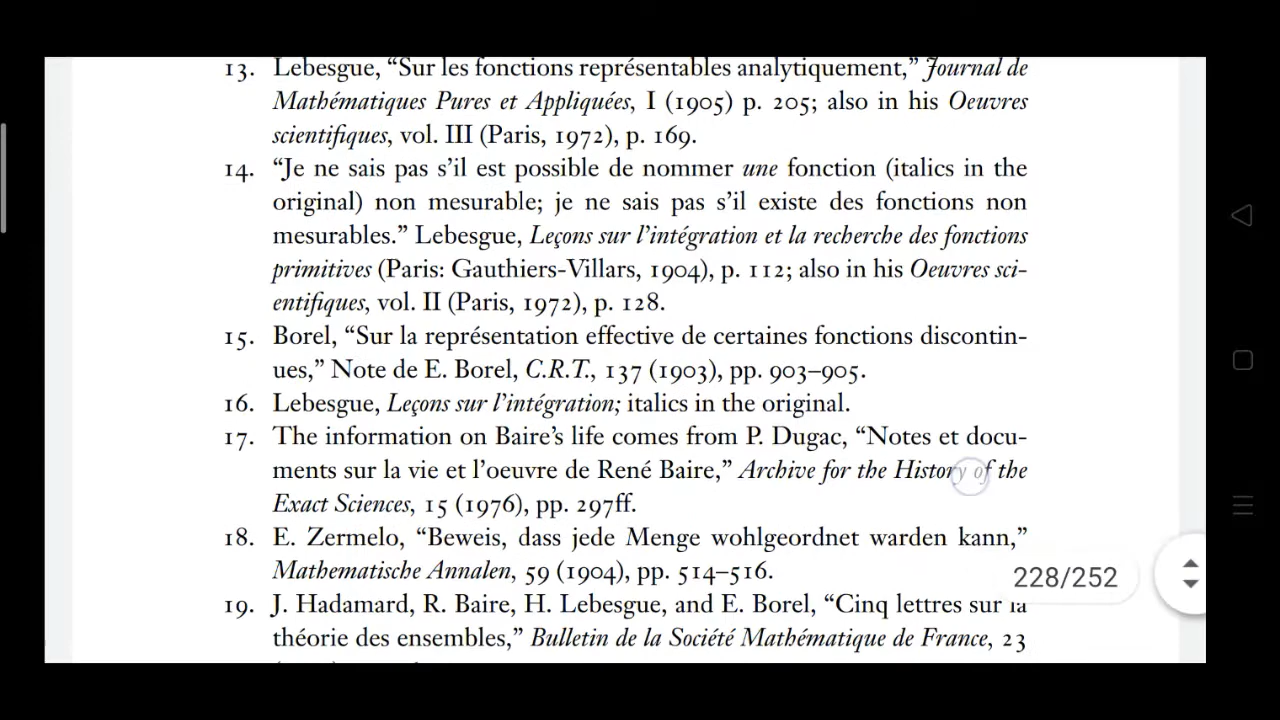 13. Lebesgue, “Sur les fonctions représentables analytiquement,” Journal de
Mathématiques Pures et Appliquées, I (1905) p. 205; also in his Oeuvres
scientifiques, vol. III (Paris, 1972), p. 169.
14. “Je ne sais pas s’il est possible de nommer une fonction (italics in the
original) non mesurable; je ne sais pas s’il existe des fonctions non
mesurables.” Lebesgue, Leçons sur l’intégration et la recherche des fonctions
primitives (Paris: Gauthiers-Villars, 1904), p. 112; also in his Oeuvres sci-
entifiques, vol. II (Paris, 1972), p. 128.
15. Borel, “Sur la représentation effective de certaines fonctions discontin-
ues,” Note de E. Borel, C.R.T., 137 (1903), pp. 903–905.
16. Lebesgue, Leçons sur l’intégration; italics in the original.
17. The information on Baire’s life comes from P. Dugac, “Notes et docu-
ments sur la vie et l’oeuvre de René Baire,” Archive for the History of the
Exact Sciences, 15 (1976), pp. 297ff.
18. E. Zermelo, “Beweis, dass jede Menge wohlgeordnet warden kann,”
Mathematische Annalen, 59 (1904), pp. 514–516.
228/252
19. J. Hadamard, R. Baire, H. Lebesgue, and E. Borel, “Cinq lettres sur la
théorie des ensembles,” Bulletin de la Société Mathématique de France, 23